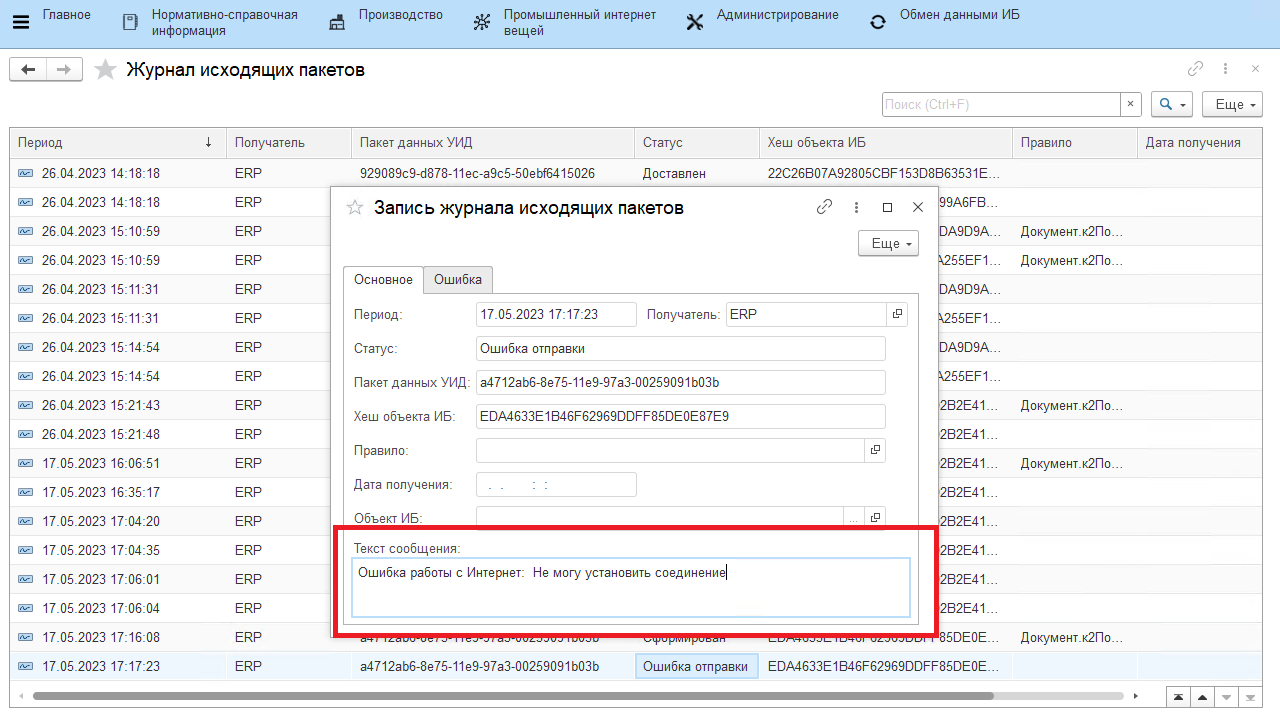 Главное
Нормативно-справочная
информация
Производство
Промышленный интернет
вещей
Администрирование
Обмен данными ИБ
Журнал исходящих пакетов
Поиск (Ctrl+F)
Еще
Период Получатель Пакет данных УИД Статус Хеш объекта ИБ Правило Дата получения
26.04.2023 14:18:18 ERP 929089c9-d878-11ec-a9c5-50ebf6415026 Доставлен 22C26B07A92805CBF153D8B63531E...
26.04.2023 14:18:18 ERP 99A6FB...
26.04.2023 15:10:59 ERP DA9D9A... Документ.к2По...
26.04.2023 15:10:59 ERP A255EF1... Документ.к2По...
26.04.2023 15:11:31 ERP DA9D9A...
26.04.2023 15:11:31 ERP A255EF1...
26.04.2023 15:14:54 ERP DA9D9A...
26.04.2023 15:14:54 ERP A255EF1...
26.04.2023 15:21:43 ERP 2B2E41... Документ.к2По...
26.04.2023 15:21:48 ERP 2B2E41...
17.05.2023 16:06:51 ERP 2B2E41... Документ.к2По...
17.05.2023 16:35:17 ERP 2B2E41...
17.05.2023 17:04:20 ERP 2B2E41...
17.05.2023 17:04:35 ERP 2B2E41...
17.05.2023 17:06:01 ERP 2B2E41...
17.05.2023 17:06:04 ERP 2B2E41...
17.05.2023 17:16:08 ERP a4712ab6-8e75-11e9-97a3-00259091b03b Сформирован EDA4633E1B46F62969DDFF85DE0E... Документ.к2По...
17.05.2023 17:17:23 ERP a4712ab6-8e75-11e9-97a3-00259091b03b Ошибка отправки EDA4633E1B46F62969DDFF85DE0E...
Запись журнала исходящих пакетов
Еще
Основное Ошибка
Период: 17.05.2023 17:17:23 Получатель: ERP
Статус: Ошибка отправки
Пакет данных УИД: a4712ab6-8e75-11e9-97a3-00259091b03b
Хеш объекта ИБ: EDA4633E1B46F62969DDFF85DE0E87E9
Правило:
Дата получения: . . : :
Объект ИБ: ...
Текст сообщения:
Ошибка работы с Интернет: Не могу установить соединение